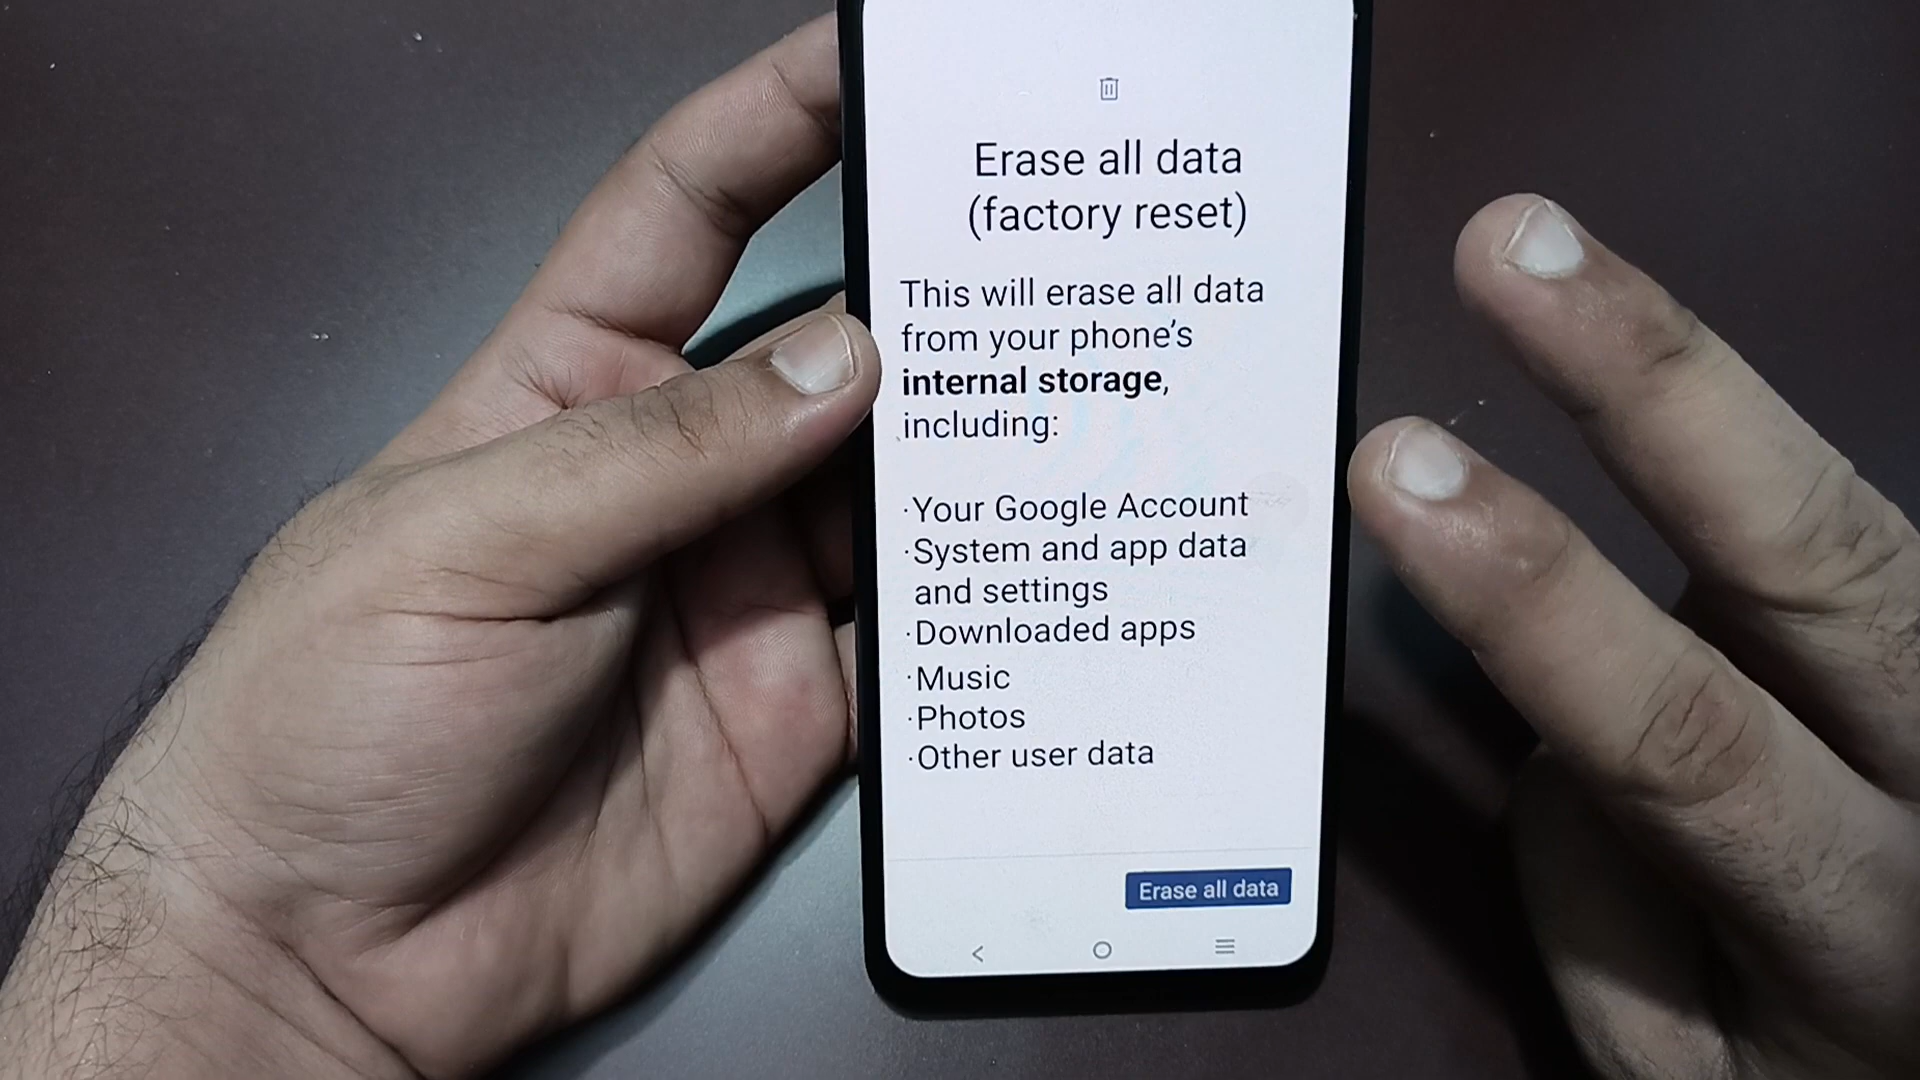 Erase all data
(factory reset)
This will erase all data
from your phone's
internal storage,
including:
·Your Google Account
·System and app data
and settings
·Downloaded apps
·Music
·Photos
·Other user data
Erase all data